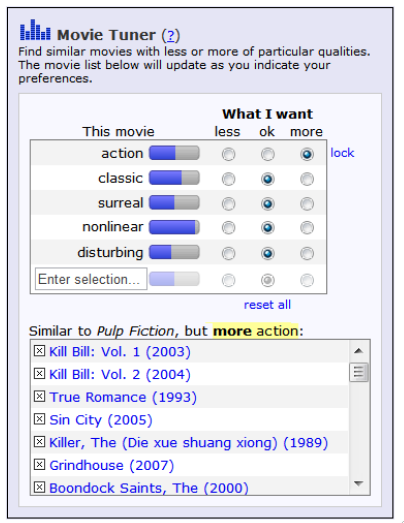 Movie Tuner (?)
Find similar movies with less or more of particular qualities.
The movie list below will update as you indicate your
preferences.
What I want
This movie less ok more
action lock
classic
surreal
nonlinear
disturbing
Enter selection...
reset all
Similar to Pulp Fiction, but more action:
Kill Bill: Vol. 1 (2003)
Kill Bill: Vol. 2 (2004)
True Romance (1993)
Sin City (2005)
Killer, The (Die xue shuang xiong) (1989)
Grindhouse (2007)
Boondock Saints, The (2000)